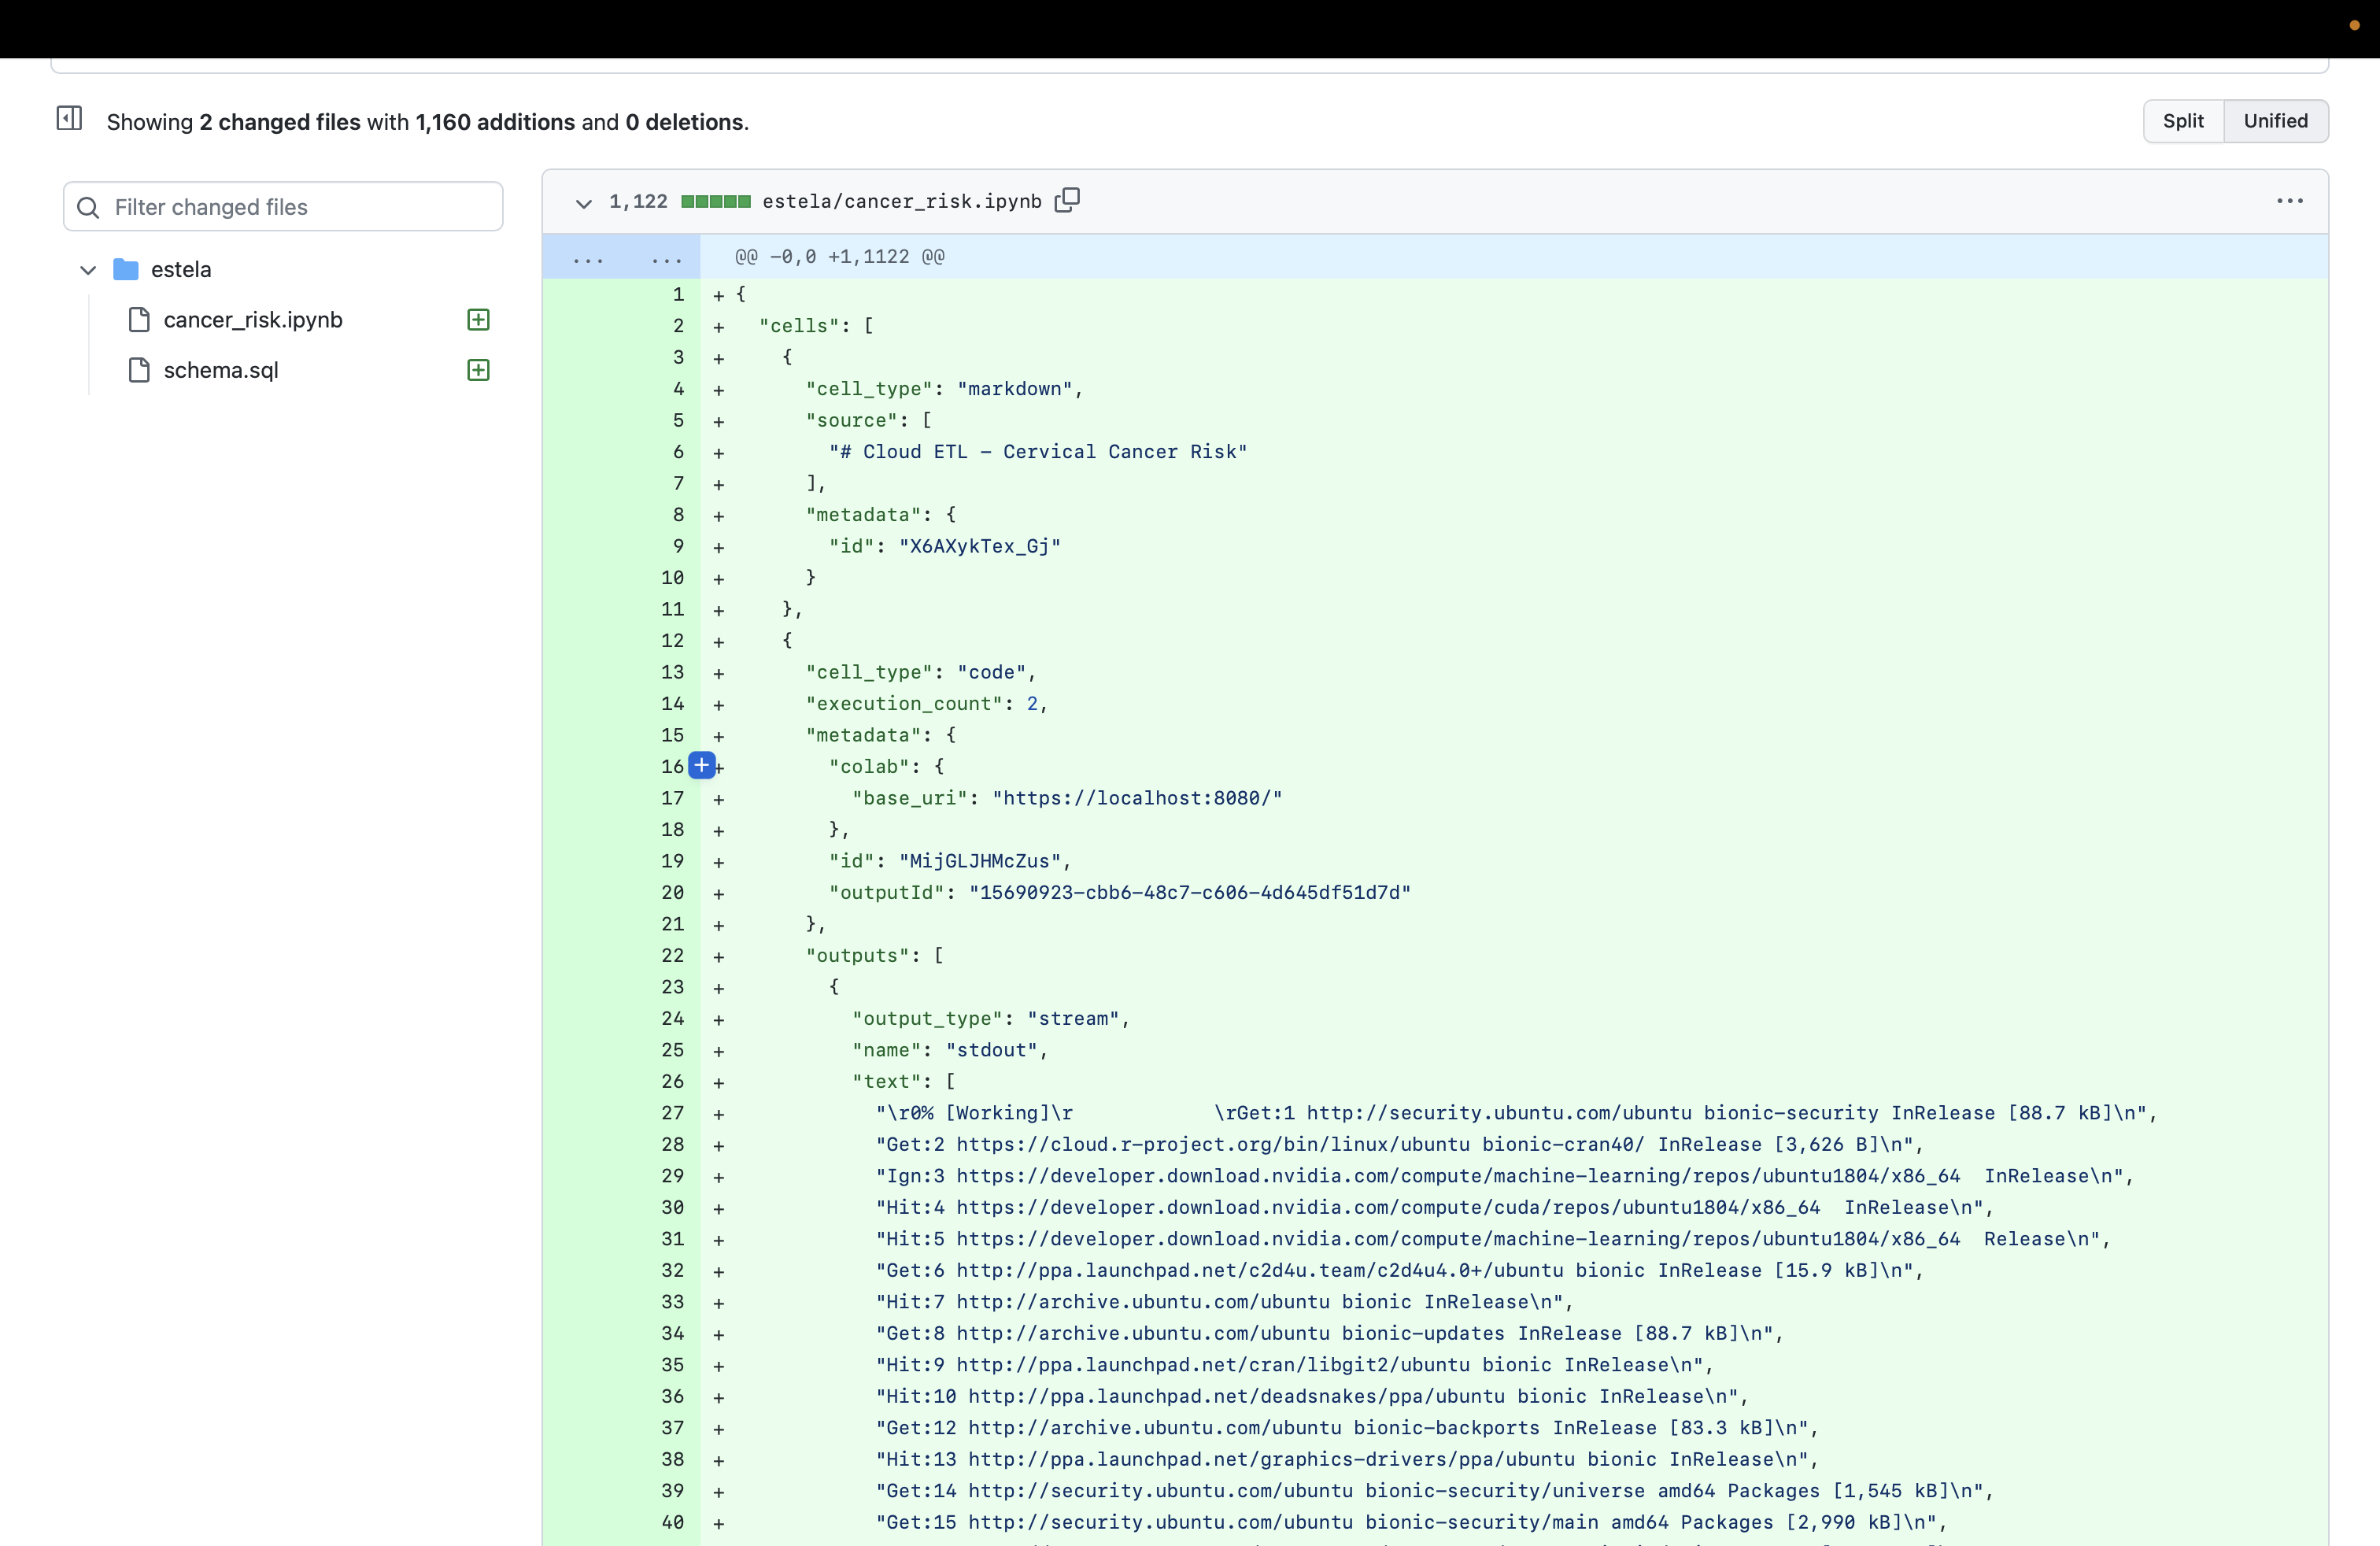 Showing 2 changed files with 1,160 additions and 0 deletions.
Split Unified
Filter changed files
estela
cancer_risk.ipynb
schema.sql
1,122 estela/cancer_risk.ipynb
... ... @@ -0,0 +1,1122 @@
1 + {
2 + "cells": [
3 + {
4 + "cell_type": "markdown",
5 + "source": [
6 + "# Cloud ETL – Cervical Cancer Risk"
7 + ],
8 + "metadata": {
9 + "id": "X6AXykTex_Gj"
10 + }
11 + },
12 + {
13 + "cell_type": "code",
14 + "execution_count": 2,
15 + "metadata": {
16 + "colab": {
17 + "base_uri": "https://localhost:8080/"
18 + },
19 + "id": "MijGLJHMcZus",
20 + "outputId": "15690923-cbb6-48c7-c606-4d645df51d7d"
21 + },
22 + "outputs": [
23 + {
24 + "output_type": "stream",
25 + "name": "stdout",
26 + "text": [
27 + "\r0% [Working]\r            \rGet:1 http://security.ubuntu.com/ubuntu bionic-security InRelease [88.7 kB]\n",
28 + "Get:2 https://cloud.r-project.org/bin/linux/ubuntu bionic-cran40/ InRelease [3,626 B]\n",
29 + "Ign:3 https://developer.download.nvidia.com/compute/machine-learning/repos/ubuntu1804/x86_64  InRelease\n",
30 + "Hit:4 https://developer.download.nvidia.com/compute/cuda/repos/ubuntu1804/x86_64  InRelease\n",
31 + "Hit:5 https://developer.download.nvidia.com/compute/machine-learning/repos/ubuntu1804/x86_64  Release\n",
32 + "Get:6 http://ppa.launchpad.net/c2d4u.team/c2d4u4.0+/ubuntu bionic InRelease [15.9 kB]\n",
33 + "Hit:7 http://archive.ubuntu.com/ubuntu bionic InRelease\n",
34 + "Get:8 http://archive.ubuntu.com/ubuntu bionic-updates InRelease [88.7 kB]\n",
35 + "Hit:9 http://ppa.launchpad.net/cran/libgit2/ubuntu bionic InRelease\n",
36 + "Hit:10 http://ppa.launchpad.net/deadsnakes/ppa/ubuntu bionic InRelease\n",
37 + "Get:12 http://archive.ubuntu.com/ubuntu bionic-backports InRelease [83.3 kB]\n",
38 + "Hit:13 http://ppa.launchpad.net/graphics-drivers/ppa/ubuntu bionic InRelease\n",
39 + "Get:14 http://security.ubuntu.com/ubuntu bionic-security/universe amd64 Packages [1,545 kB]\n",
40 + "Get:15 http://security.ubuntu.com/ubuntu bionic-security/main amd64 Packages [2,990 kB]\n",